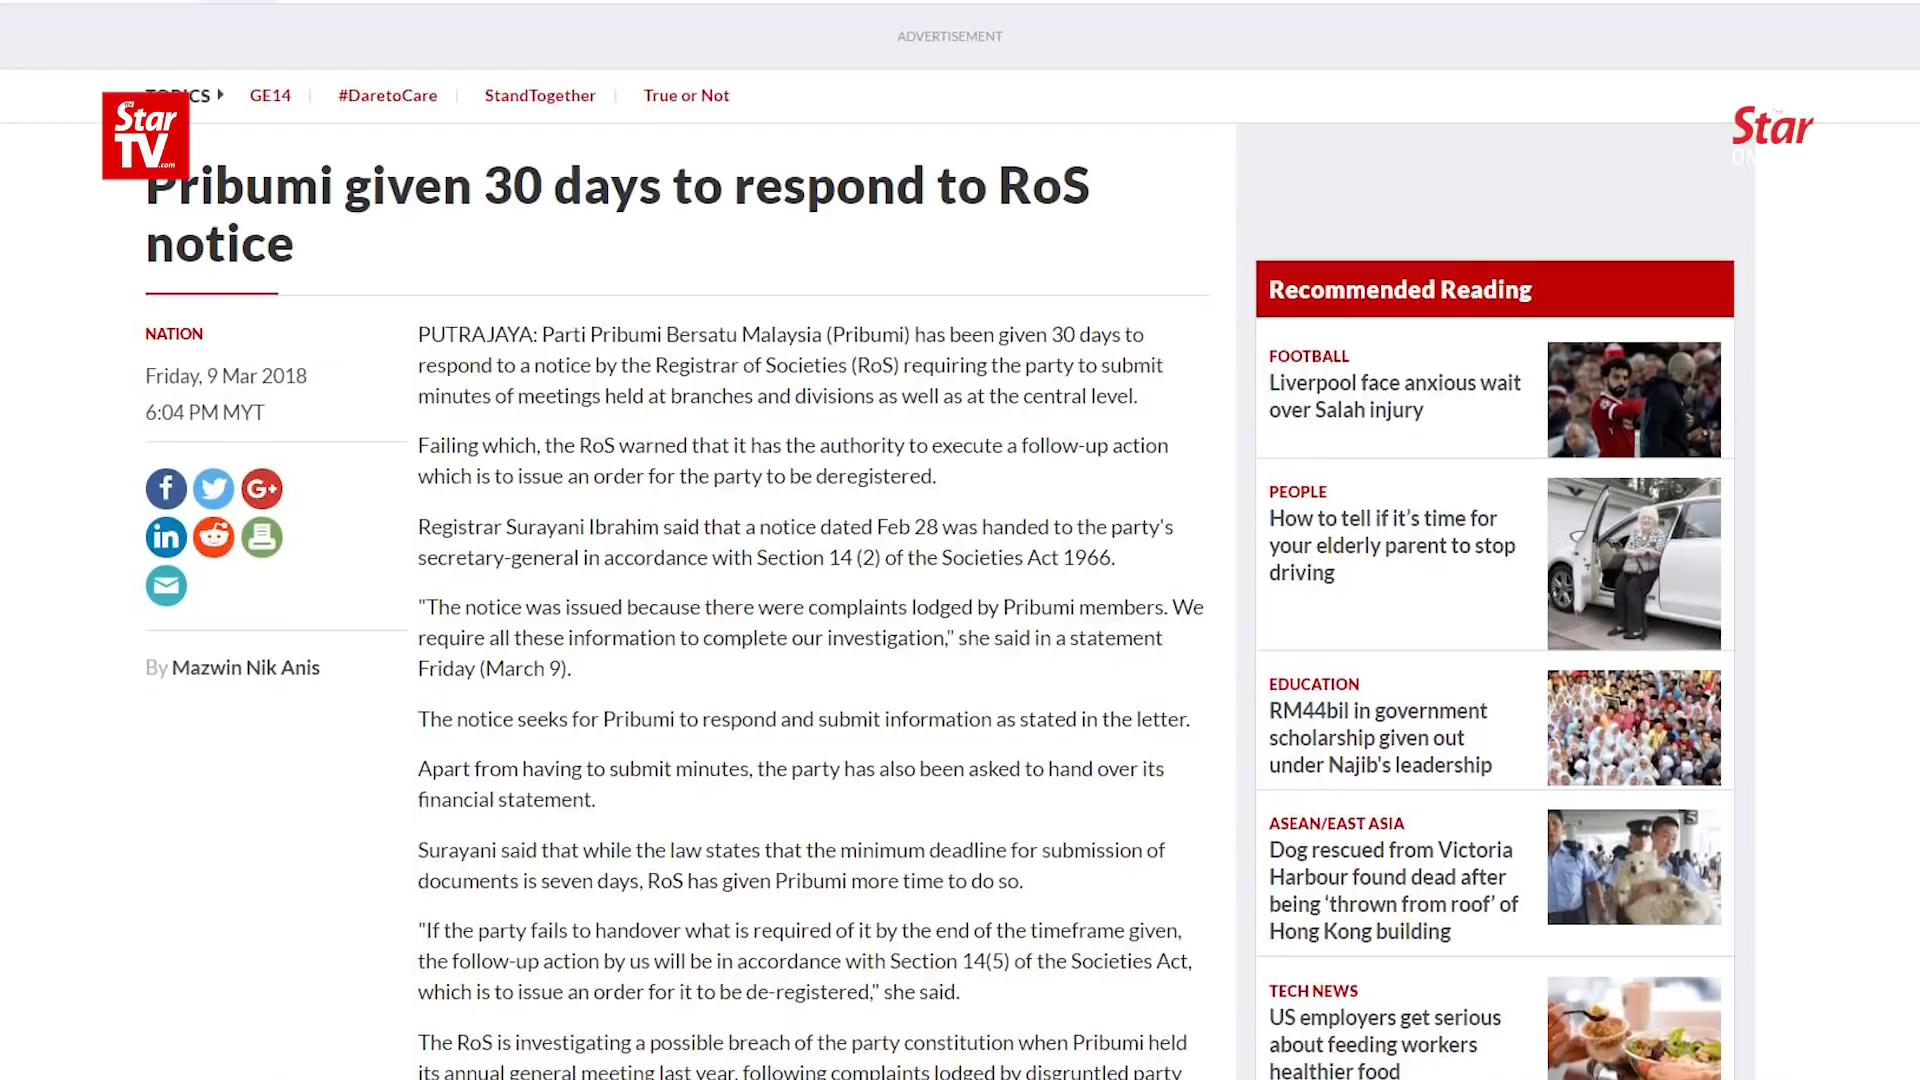 ADVERTISEMENT
GE14
#DaretoCare
StandTogether
True or Not
Star
TV
.com
Star
Pribumi given 30 days to respond to RoS
notice
NATION
Friday, 9 Mar 2018
6:04 PM MYT
By Mazwin Nik Anis
PUTRAJAYA: Parti Pribumi Bersatu Malaysia (Pribumi) has been given 30 days to
respond to a notice by the Registrar of Societies (RoS) requiring the party to submit
minutes of meetings held at branches and divisions as well as at the central level.
Failing which, the RoS warned that it has the authority to execute a follow-up action
which is to issue an order for the party to be deregistered.
Registrar Surayani Ibrahim said that a notice dated Feb 28 was handed to the party's
secretary-general in accordance with Section 14 (2) of the Societies Act 1966.
"The notice was issued because there were complaints lodged by Pribumi members. We
require all these information to complete our investigation," she said in a statement
Friday (March 9).
The notice seeks for Pribumi to respond and submit information as stated in the letter.
Apart from having to submit minutes, the party has also been asked to hand over its
financial statement.
Surayani said that while the law states that the minimum deadline for submission of
documents is seven days, RoS has given Pribumi more time to do so.
"If the party fails to handover what is required of it by the end of the timeframe given,
the follow-up action by us will be in accordance with Section 14(5) of the Societies Act,
which is to issue an order for it to be de-registered," she said.
The RoS is investigating a possible breach of the party constitution when Pribumi held
its annual general meeting last year, following complaints lodged by disgruntled party
Recommended Reading
FOOTBALL
Liverpool face anxious wait
over Salah injury
PEOPLE
How to tell if it’s time for
your elderly parent to stop
driving
EDUCATION
RM44bil in government
scholarship given out
under Najib's leadership
ASEAN/EAST ASIA
Dog rescued from Victoria
Harbour found dead after
being ‘thrown from roof’ of
Hong Kong building
TECH NEWS
US employers get serious
about feeding workers
healthier food